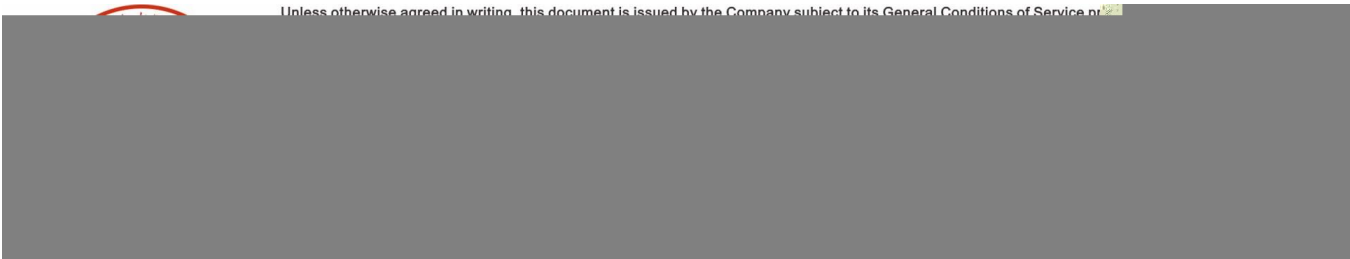 Unless otherwise agreed in writing, this document is issued by the Company subject to its General Conditions of Service